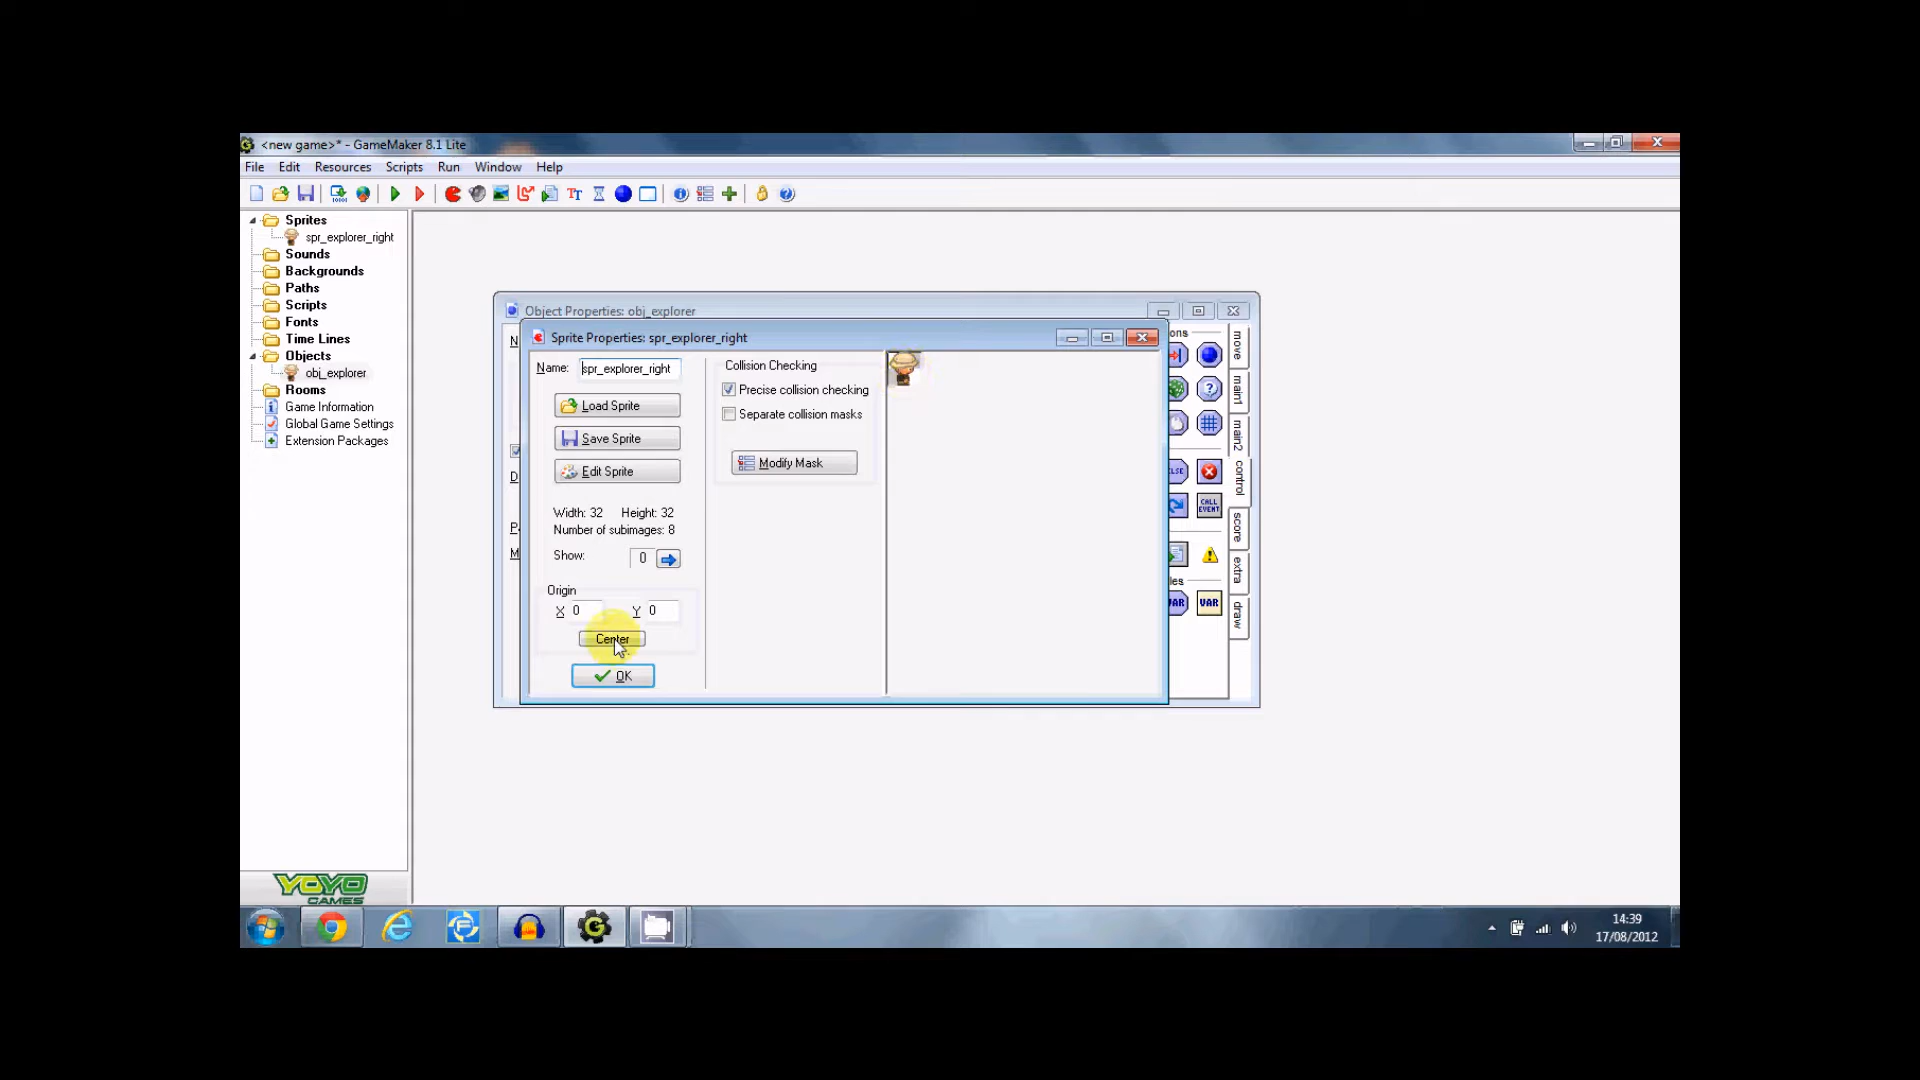 <new game>* - GameMaker 8.1 Lite
File Edit Resources Scripts Run Window Help
Sprites
spr_explorer_right
Sounds
Backgrounds
Paths
Scripts
Fonts
Time Lines
Objects
obj_explorer
Rooms
Game Information
Global Game Settings
Extension Packages
Object Properties: obj_explorer
Sprite Properties: spr_explorer_right
Name: spr_explorer_right
Load Sprite
Save Sprite
Edit Sprite
Width: 32 Height: 32
Number of subimages: 8
Show: 0
Origin
X 0 Y 0
Center
OK
Collision Checking
Precise collision checking
Separate collision masks
Modify Mask
move
main1
main2
control
score
extra
draw
CALL EVENT
VAR
YOYO
GAMES
14:39
17/08/2012